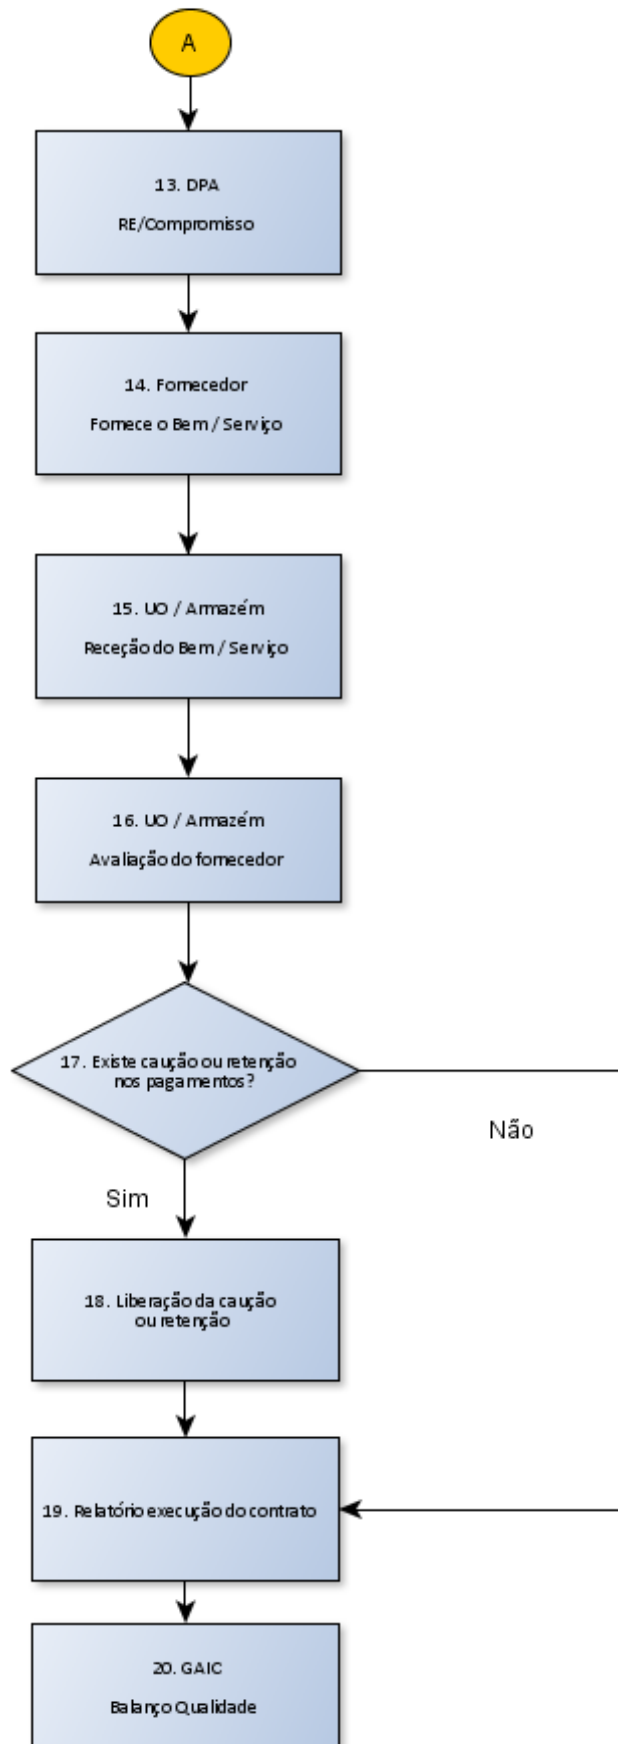 A
13. DPA
RE/Compromisso
14. Fornecedor
Fornece o Bem / Serviço
15. UO / Armazém
Receção do Bem / Serviço
16. UO / Armazém
Avaliação do fornecedor
17. Existe caução ou retenção
nos pagamentos?
Não
Sim
18. Liberação da caução
ou retenção
19. Relatório execução do contrato
20. GAIC
Balanço Qualidade